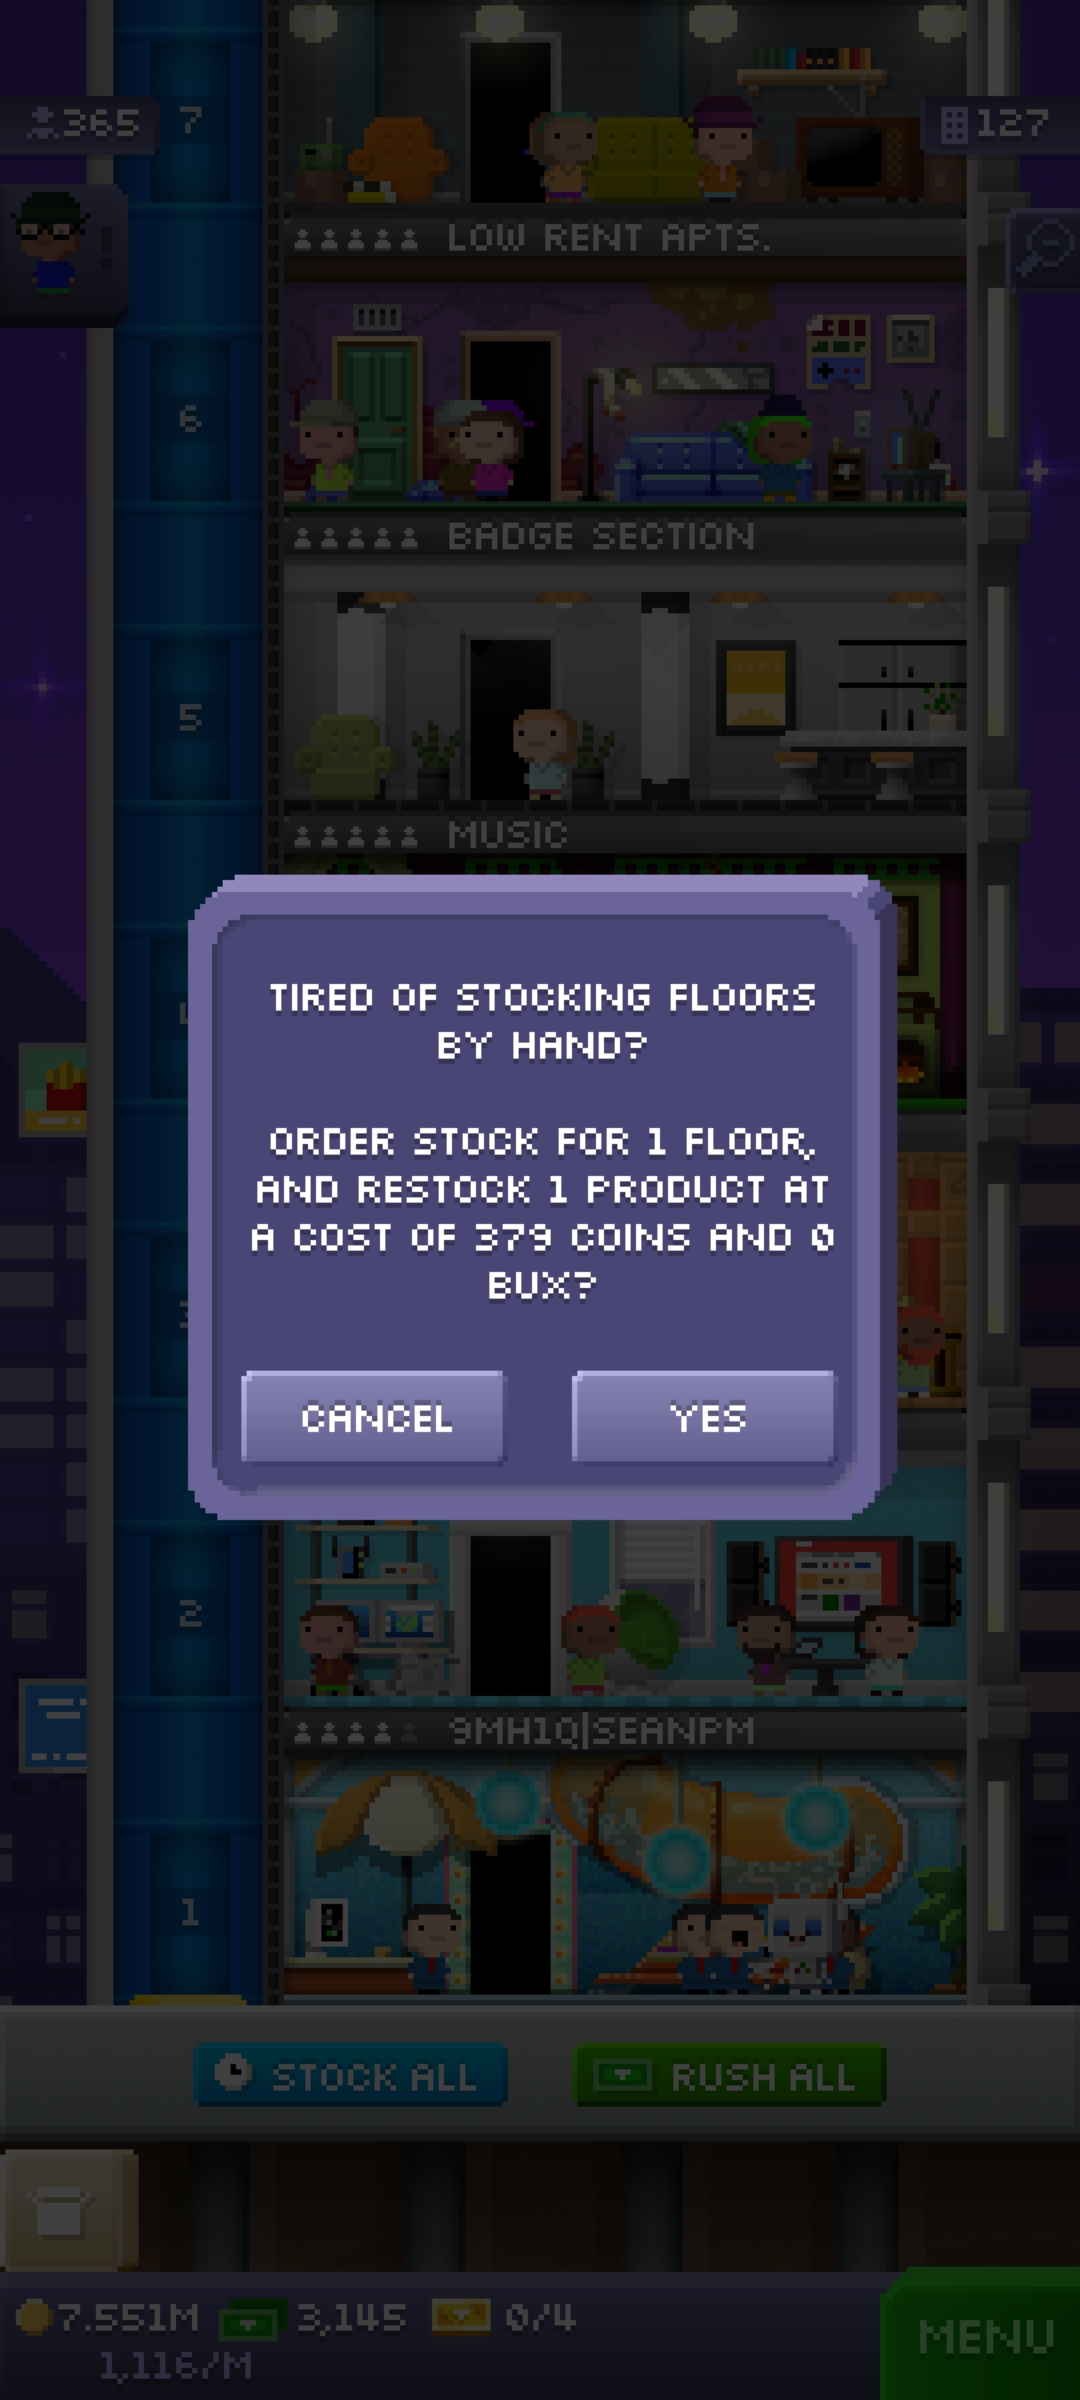 365
7
127
LOW RENT APTS.
6
BADGE SECTION
5
MUSIC
TIRED OF STOCKING FLOORS
BY HAND?
ORDER STOCK FOR 1 FLOOR,
AND RESTOCK 1 PRODUCT AT
A COST OF 379 COINS AND 0
BUX?
CANCEL
YES
2
9MH1Q|SEANPM
1
STOCK ALL
RUSH ALL
7.551M
3,145
0/4
1,116/M
MENU